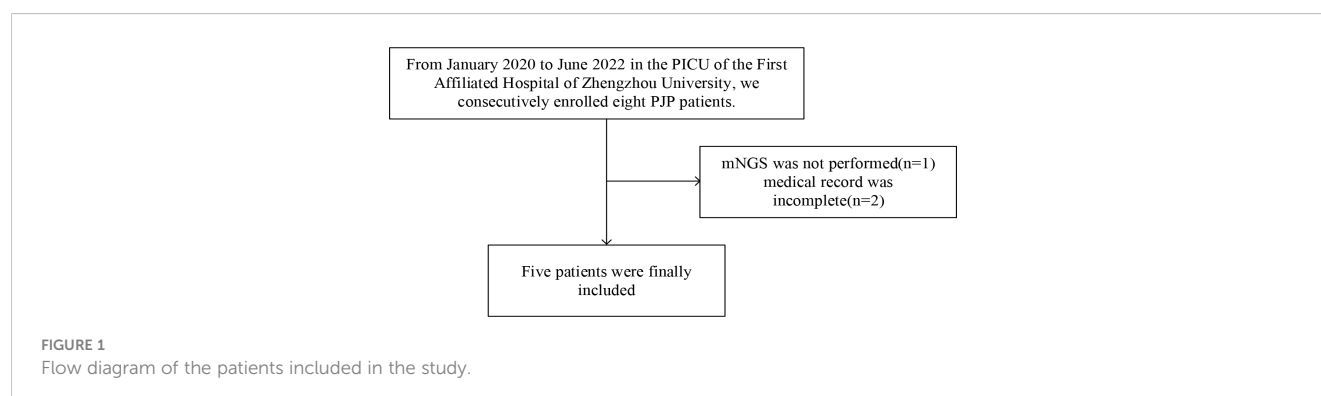 From January 2020 to June 2022 in the PICU of the First
Affiliated Hospital of Zhengzhou University, we
consecutively enrolled eight PJP patients.
mNGS was not performed(n=1)
medical record was
incomplete(n=2)
Five patients were finally
included
FIGURE 1
Flow diagram of the patients included in the study.